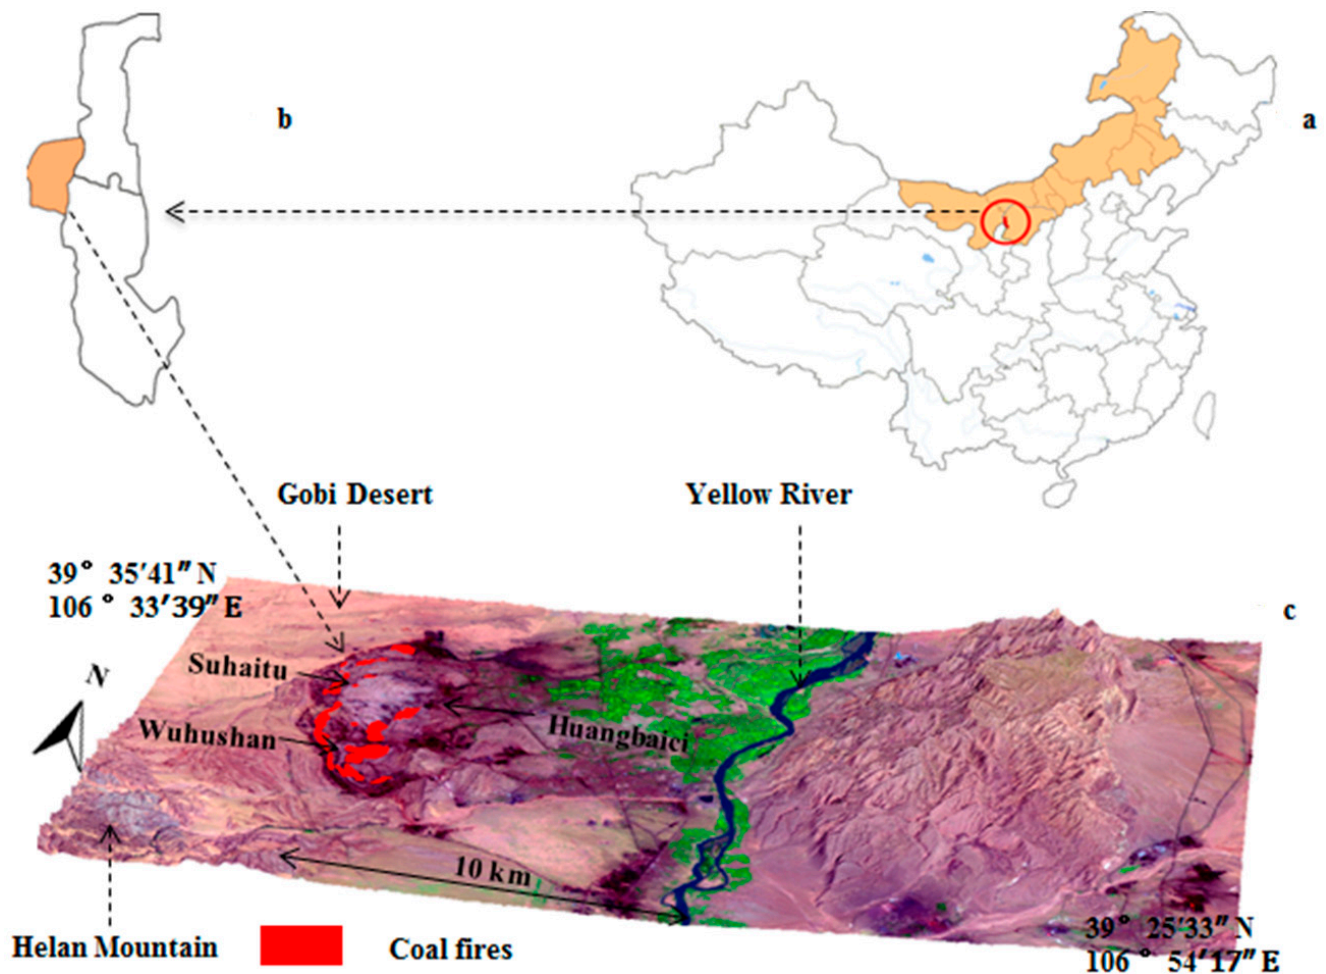 b
a
Gobi Desert
Yellow River
39° 35′41″ N
106 ° 33′39″ E
c
N
Suhaitu
Wuhushan
Huangbaici
10 km
39° 25′33″ N
106 ° 54′17″ E
Helan Mountain
Coal fires